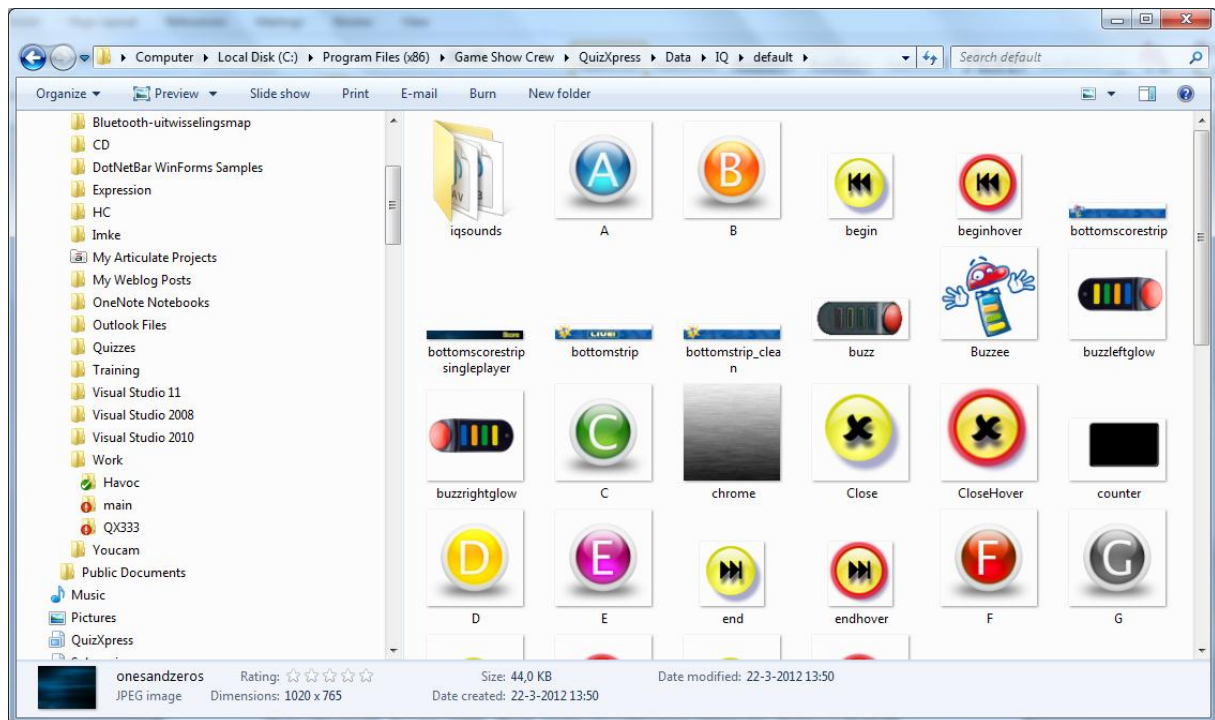 Computer ▸ Local Disk (C:) ▸ Program Files (x86) ▸ Game Show Crew ▸ QuizXpress ▸ Data ▸ IQ ▸ default ▸
Search default
Organize Preview Slide show Print E-mail Burn New folder
Bluetooth-uitwisselingsmap
CD
DotNetBar WinForms Samples
Expression
HC
Imke
My Articulate Projects
My Weblog Posts
OneNote Notebooks
Outlook Files
Quizzes
Training
Visual Studio 11
Visual Studio 2008
Visual Studio 2010
Work
Havoc
main
QX333
Youcam
Public Documents
Music
Pictures
QuizXpress
A B
iqsounds A B begin beginhover bottomscorestrip
Score LIVE!
bottomscorestrip
singleplayer
bottomstrip
bottomstrip_clea
n
buzz Buzzee buzzleftglow
C
buzzrightglow C chrome Close CloseHover counter
D E F G
D E end endhover F G
onesandzeros Rating: Size: 44,0 KB Date modified: 22-3-2012 13:50
JPEG image Dimensions: 1020 x 765 Date created: 22-3-2012 13:50